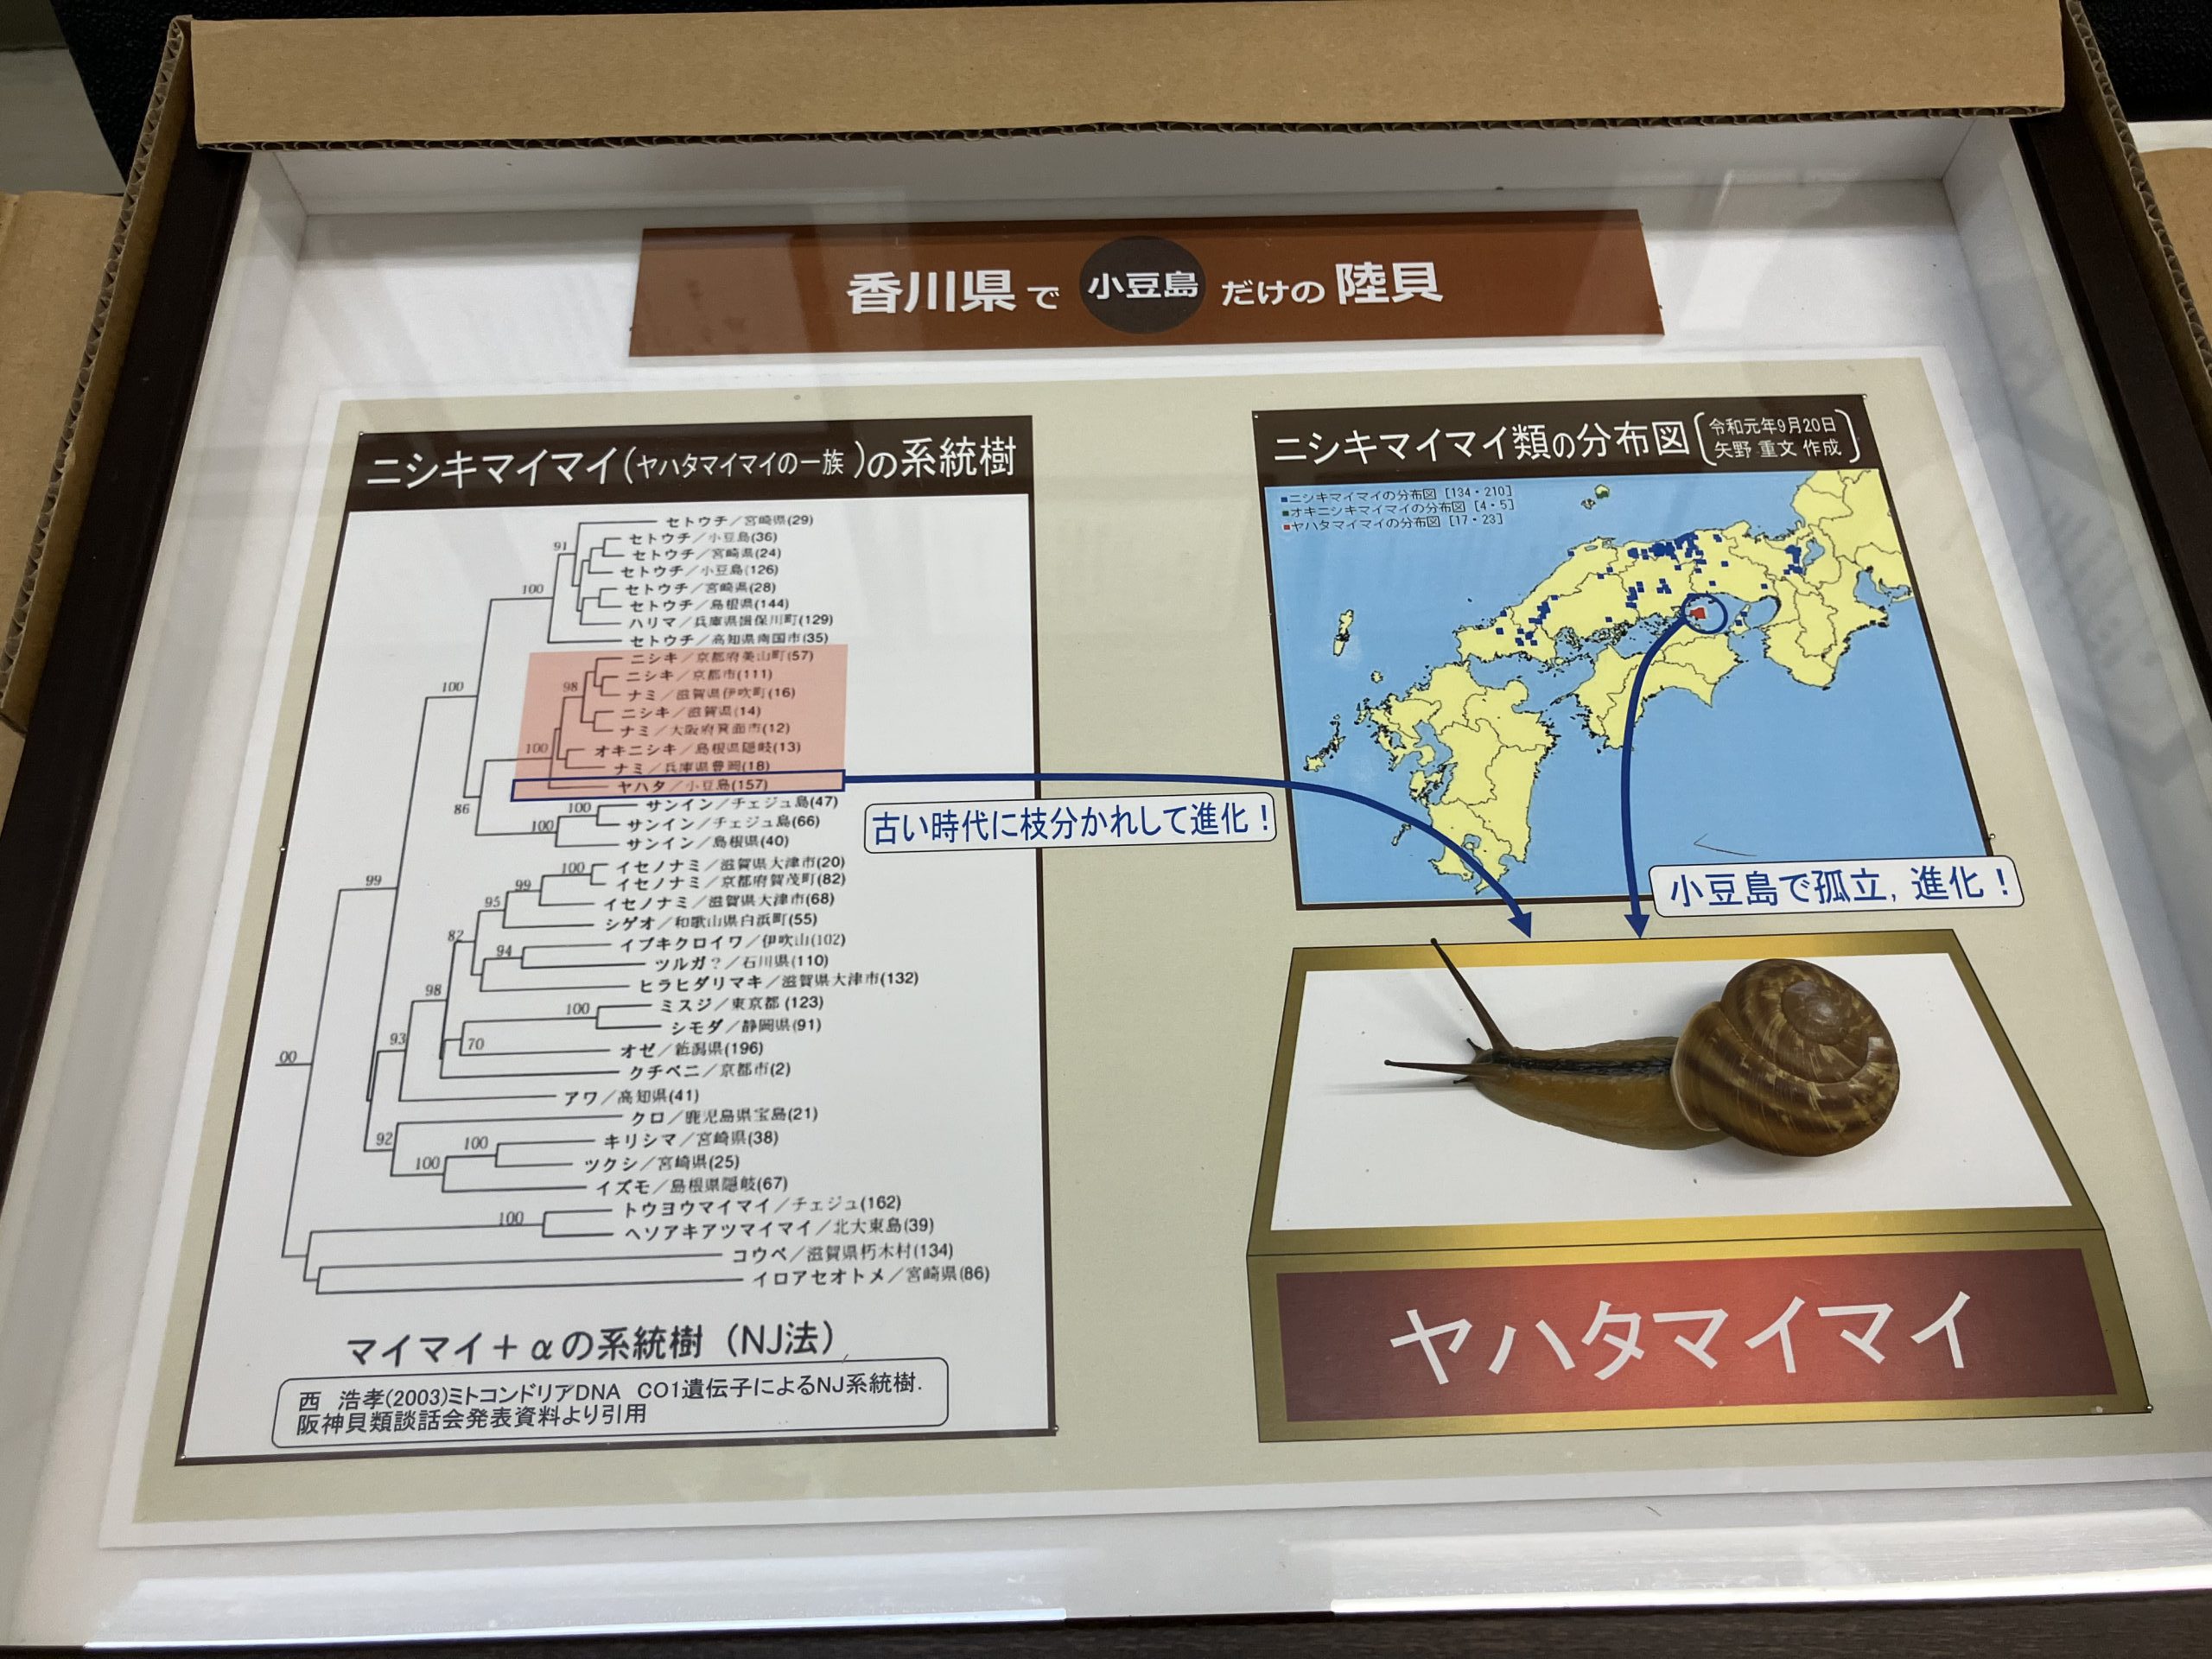 香川県で小豆島だけの陸貝
ニシキマイマイ(ヤハタマイマイの一族)の系統樹
セトウチ/宮崎県(29)
セトウチ/小豆島(36)
91
セトウチ/宮崎県(24)
セトウチ/小豆島(126)
100
セトウチ/宮崎県(28)
セトウチ/島根県(144)
ハリマ/兵庫県揖保川町(129)
セトウチ/高知県南国市(35)
ニシキ/京都府美山町(57)
ニシキ/京都市(111)
100
98
ナミ/滋賀県伊吹町(16)
ニシキ/滋賀県(14)
ナミ/大阪府箕面市(12)
100
オキニシキ/島根県隠岐(13)
ナミ/兵庫県豊岡(18)
ヤハタ/小豆島(157)
86
100
サンイン/チェジュ島(47)
100
サンイン/チェジュ島(66)
サンイン/島根県(40)
100
イセノナミ/滋賀県大津市(20)
99
99
イセノナミ/京都府賀茂町(82)
95
イセノナミ/滋賀県大津市(68)
シゲオ/和歌山県白浜町(55)
82
94
イブキクロイワ/伊吹山(102)
ツルガ?/石川県(110)
ヒラヒダリマキ/滋賀県大津市(132)
98
100
ミスジ/東京都(123)
シモダ/静岡県(91)
93
70
オゼ/新潟県(196)
00
クチベニ/京都市(2)
アワ/高知県(41)
クロ/鹿児島県宝島(21)
92
100
キリシマ/宮崎県(38)
100
ツクシ/宮崎県(25)
イズモ/島根県隠岐(67)
トウヨウマイマイ/チェジュ(162)
100
ヘソアキアツマイマイ/北大東島(39)
コウベ/滋賀県朽木村(134)
イロアセオトメ/宮崎県(86)
マイマイ+αの系統樹(NJ法)
西 浩孝(2003)ミトコンドリアDNA CO1遺伝子によるNJ系統樹.
阪神貝類談話会発表資料より引用
古い時代に枝分かれして進化!
ニシキマイマイ類の分布図
令和元年9月20日
矢野 重文 作成
ニシキマイマイの分布図 [134・210]
オキニシキマイマイの分布図 [4・5]
ヤハタマイマイの分布図 [17・23]
小豆島で孤立,進化!
ヤハタマイマイ